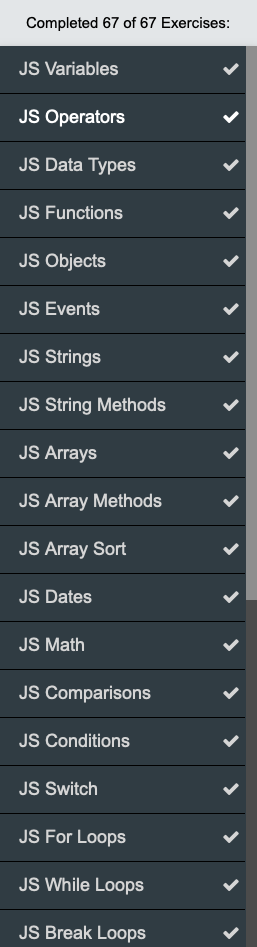 Completed 67 of 67 Exercises:
JS Variables
JS Operators
JS Data Types
JS Functions
JS Objects
JS Events
JS Strings
JS String Methods
JS Arrays
JS Array Methods
JS Array Sort
JS Dates
JS Math
JS Comparisons
JS Conditions
JS Switch
JS For Loops
JS While Loops
JS Break Loops